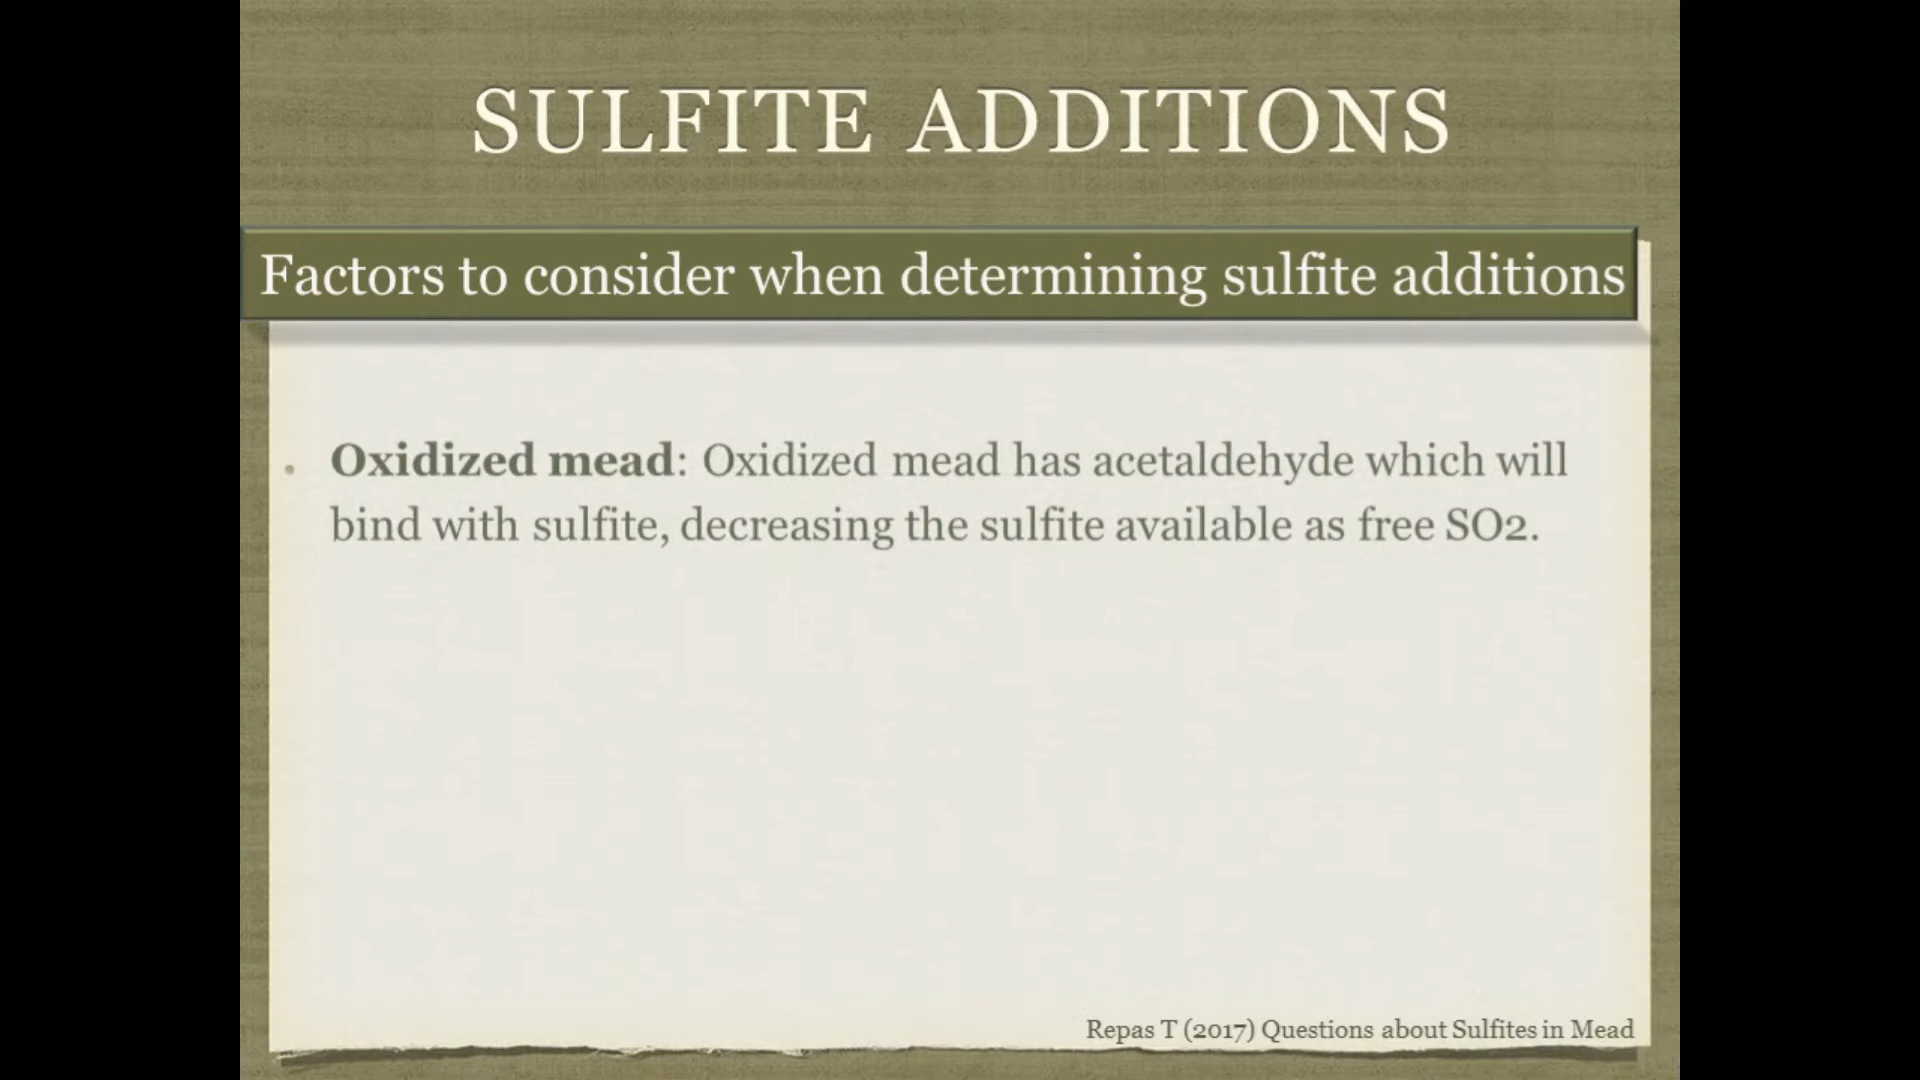 SULFITE ADDITIONS
Factors to consider when determining sulfite additions
• Oxidized mead: Oxidized mead has acetaldehyde which will
bind with sulfite, decreasing the sulfite available as free SO2.
Repas T (2017) Questions about Sulfites in Mead